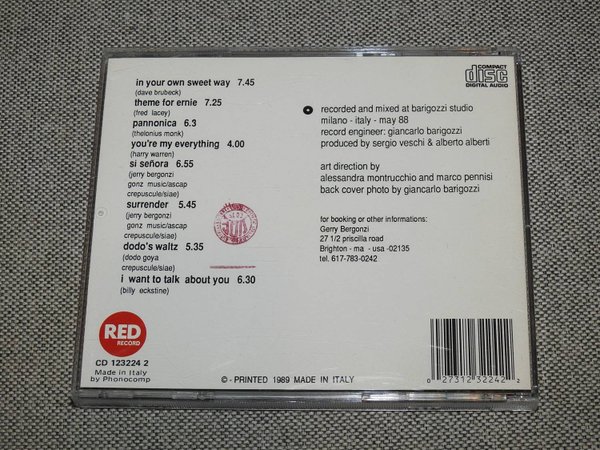 in your own sweet way 7.45
(dave brubeck)
theme for ernie 7.25
(fred lacey)
pannonica 6.3
(thelonius monk)
you're my everything 4.00
(harry warren)
si señora 6.55
(jerry bergonzi)
gonz music/ascap
crepuscule/siae)
surrender 5.45
(jerry bergonzi)
gonz music/ascap
crepuscule/siae)
dodo's waltz 5.35
(dodo goya
crepuscule/siae)
i want to talk about you 6.30
(billy eckstine)
RED
RECORD
CD 123224 2
Made in Italy
by Phonocomp
COMPACT
disc
DIGITAL AUDIO
recorded and mixed at barigozzi studio
milano - italy - may 88
record engineer: giancarlo barigozzi
produced by sergio veschi & alberto alberti
art direction by
alessandra montrucchio and marco pennisi
back cover photo by giancarlo barigozzi
for booking or other informations:
Gerry Bergonzi
27 1/2 priscilla road
Brighton - ma - usa -02135
tel. 617-783-0242
© - PRINTED 1989 MADE IN ITALY
0 27312 32242 2